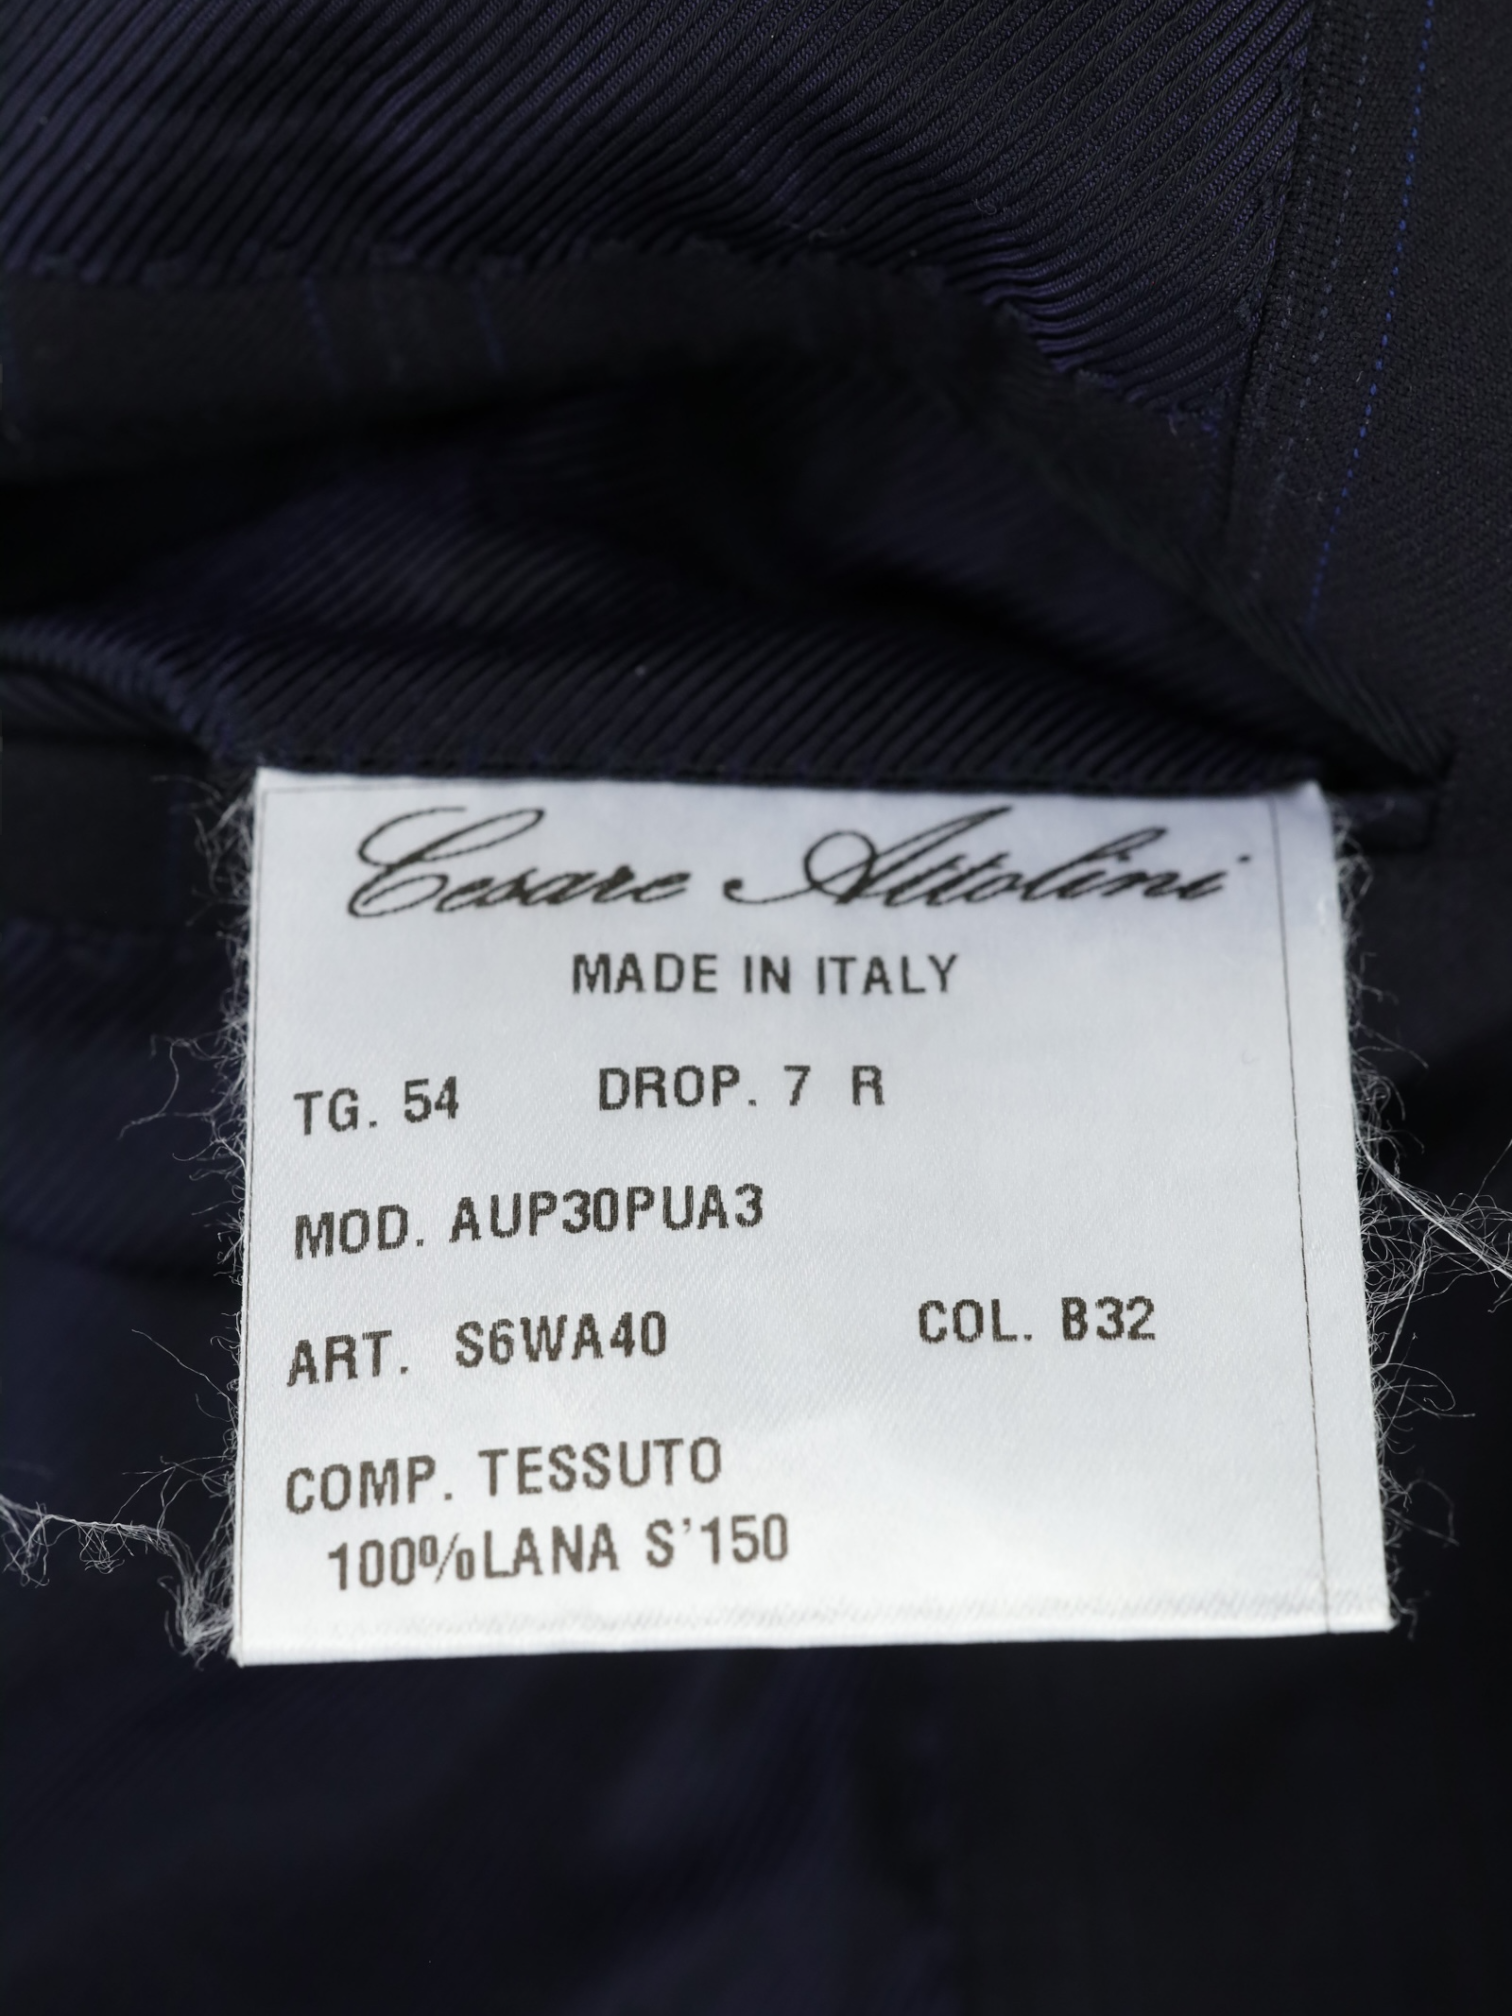 Cesare Attolini
MADE IN ITALY
TG. 54 DROP. 7 R
MOD. AUP30PUA3
ART. S6WA40 COL. B32
COMP. TESSUTO
100%LANA S'150